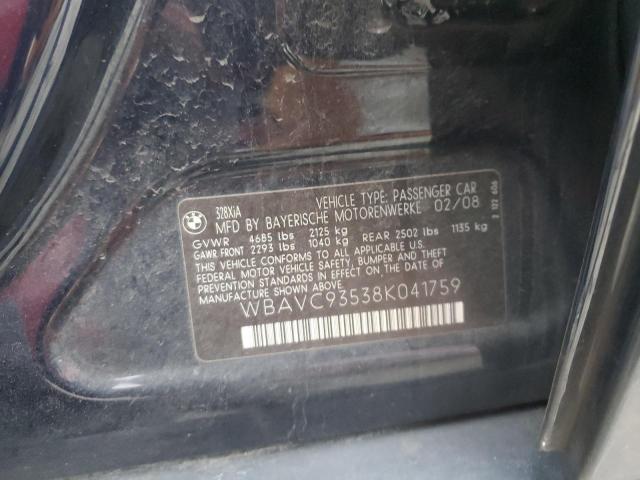 BMW
328XiA VEHICLE TYPE: PASSENGER CAR
MFD BY BAYERISCHE MOTORENWERKE 02/08
GVWR 4685 lbs 2125 kg
GAWR FRONT 2293 lbs 1040 kg REAR 2502 lbs 1135 kg
THIS VEHICLE CONFORMS TO ALL APPLICABLE
FEDERAL MOTOR VEHICLE SAFETY, BUMPER AND THEFT
PREVENTION STANDARDS IN EFFECT ON THE DATE OF
MANUFACTURE SHOWN ABOVE.
WBAVC93538K041759